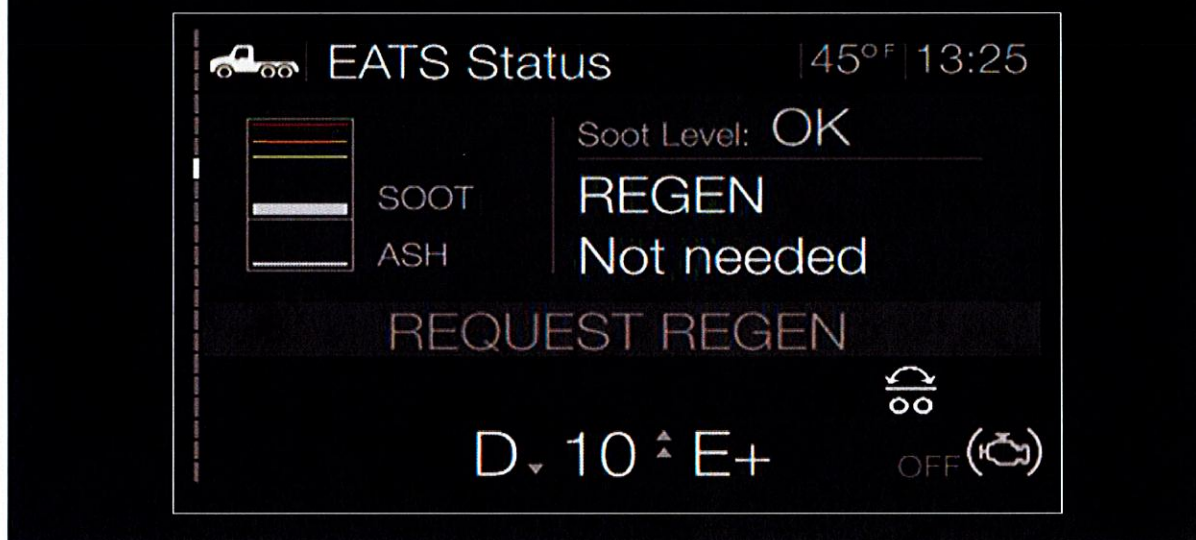 EATS Status 45°F 13:25
Soot Level: OK
SOOT REGEN
ASH Not needed
REQUEST REGEN
D 10 E+
OFF